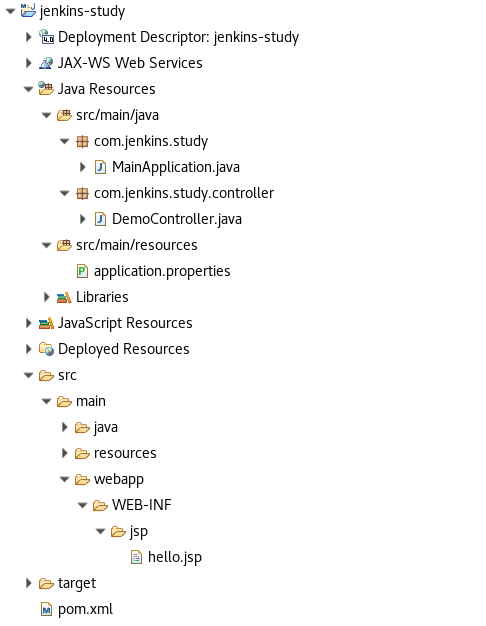 jenkins-study
Deployment Descriptor: jenkins-study
JAX-WS Web Services
Java Resources
src/main/java
com.jenkins.study
MainApplication.java
com.jenkins.study.controller
DemoController.java
src/main/resources
application.properties
Libraries
JavaScript Resources
Deployed Resources
src
main
java
resources
webapp
WEB-INF
jsp
hello.jsp
target
pom.xml